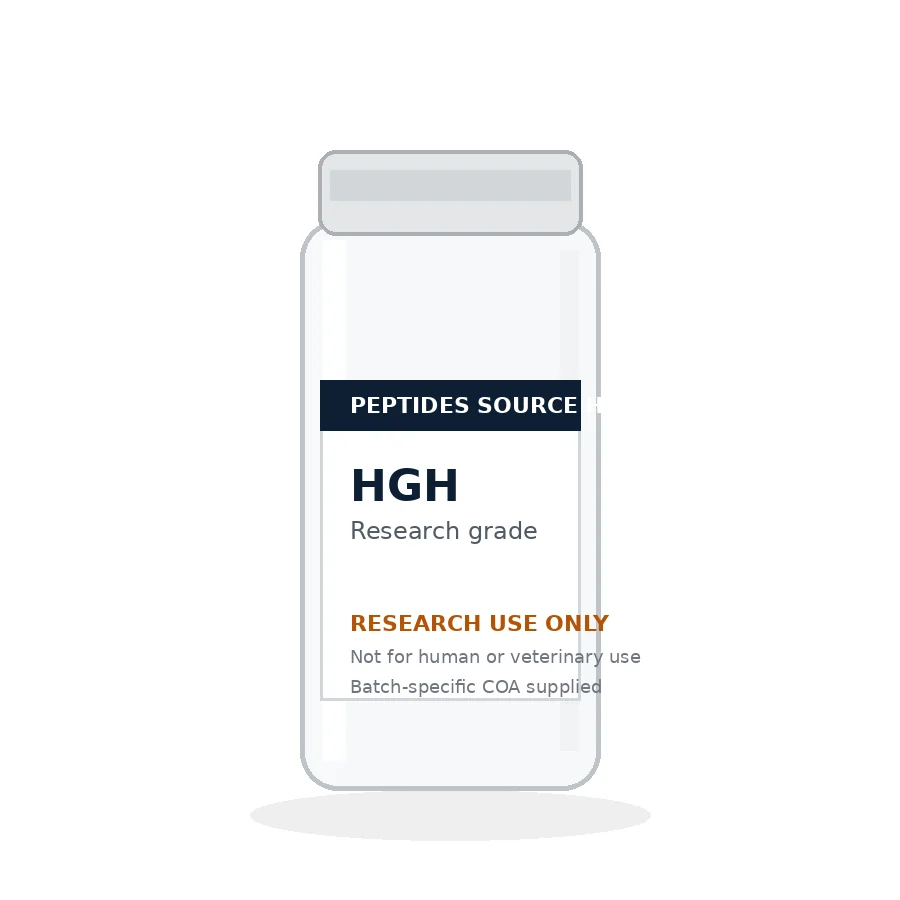 PEPTIDES SOURCE H
HGH
Research grade
RESEARCH USE ONLY
Not for human or veterinary use
Batch-specific COA supplied